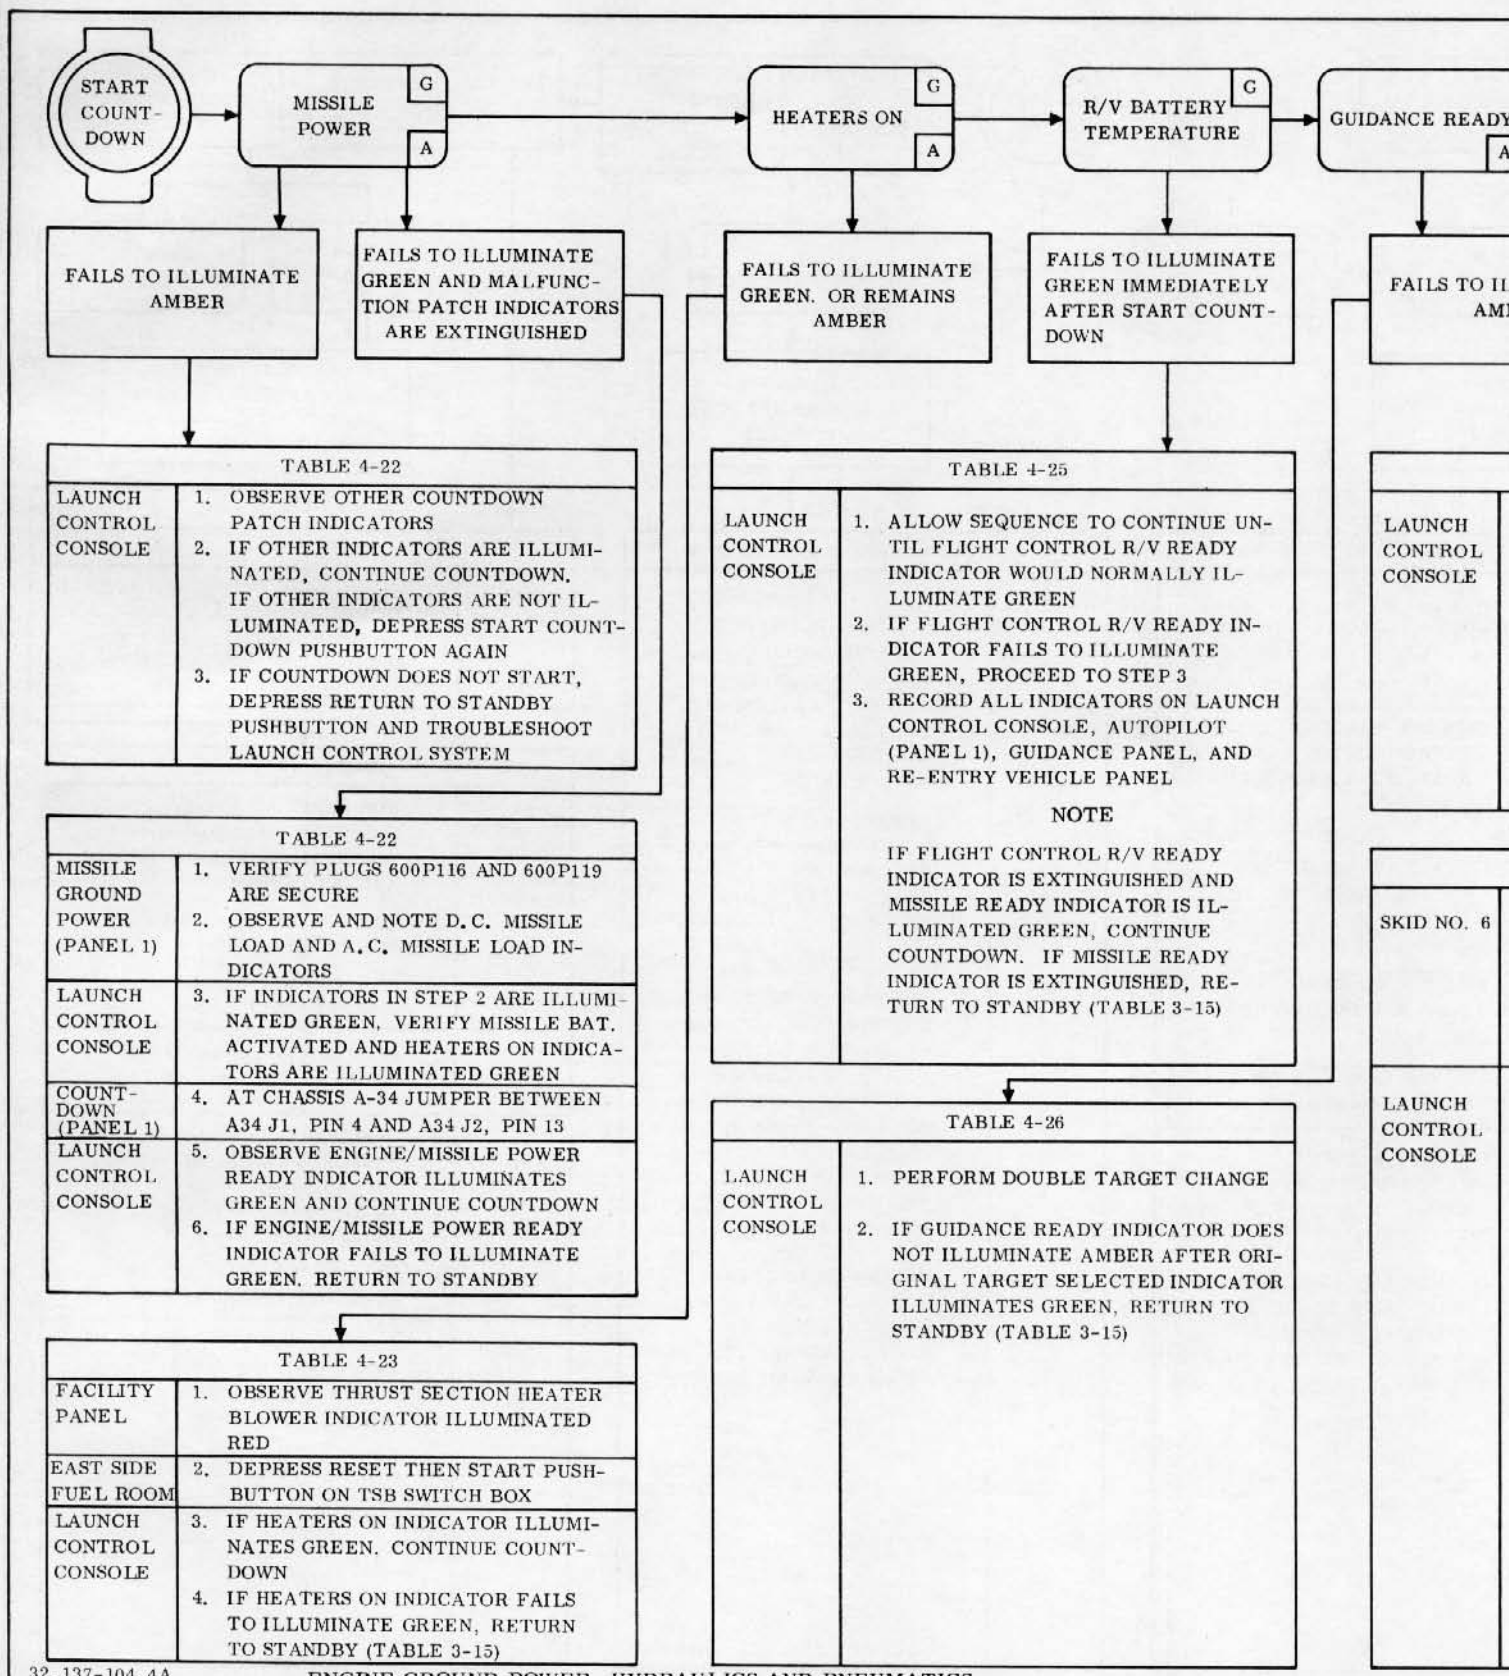 START
COUNT-
DOWN
MISSILE
POWER
G
A
HEATERS ON
G
A
R/V BATTERY
TEMPERATURE
G
GUIDANCE READY
A
FAILS TO ILLUMINATE
AMBER
FAILS TO ILLUMINATE
GREEN AND MALFUNC-
TION PATCH INDICATORS
ARE EXTINGUISHED
FAILS TO ILLUMINATE
GREEN. OR REMAINS
AMBER
FAILS TO ILLUMINATE
GREEN IMMEDIATELY
AFTER START COUNT-
DOWN
FAILS TO
TABLE 4-22
LAUNCH
CONTROL
CONSOLE
1. OBSERVE OTHER COUNTDOWN
PATCH INDICATORS
2. IF OTHER INDICATORS ARE ILLUMI-
NATED, CONTINUE COUNTDOWN.
IF OTHER INDICATORS ARE NOT IL-
LUMINATED, DEPRESS START COUNT-
DOWN PUSHBUTTON AGAIN
3. IF COUNTDOWN DOES NOT START,
DEPRESS RETURN TO STANDBY
PUSHBUTTON AND TROUBLESHOOT
LAUNCH CONTROL SYSTEM
TABLE 4-22
MISSILE
GROUND
POWER
(PANEL 1)
1. VERIFY PLUGS 600P116 AND 600P119
ARE SECURE
2. OBSERVE AND NOTE D.C. MISSILE
LOAD AND A.C. MISSILE LOAD IN-
DICATORS
LAUNCH
CONTROL
CONSOLE
3. IF INDICATORS IN STEP 2 ARE ILLUMI-
NATED GREEN, VERIFY MISSILE BAT.
ACTIVATED AND HEATERS ON INDICA-
TORS ARE ILLUMINATED GREEN
COUNT-
DOWN
(PANEL 1)
4. AT CHASSIS A-34 JUMPER BETWEEN
A34 J1, PIN 4 AND A34 J2, PIN 13
LAUNCH
CONTROL
CONSOLE
5. OBSERVE ENGINE/MISSILE POWER
READY INDICATOR ILLUMINATES
GREEN AND CONTINUE COUNTDOWN
6. IF ENGINE/MISSILE POWER READY
INDICATOR FAILS TO ILLUMINATE
GREEN. RETURN TO STANDBY
TABLE 4-23
FACILITY
PANEL
1. OBSERVE THRUST SECTION HEATER
BLOWER INDICATOR ILLUMINATED
RED
EAST SIDE
FUEL ROOM
2. DEPRESS RESET THEN START PUSH-
BUTTON ON TSB SWITCH BOX
LAUNCH
CONTROL
CONSOLE
3. IF HEATERS ON INDICATOR ILLUMI-
NATES GREEN. CONTINUE COUNT-
DOWN
4. IF HEATERS ON INDICATOR FAILS
TO ILLUMINATE GREEN, RETURN
TO STANDBY (TABLE 3-15)
TABLE 4-25
LAUNCH
CONTROL
CONSOLE
1. ALLOW SEQUENCE TO CONTINUE UN-
TIL FLIGHT CONTROL R/V READY
INDICATOR WOULD NORMALLY IL-
LUMINATE GREEN
2. IF FLIGHT CONTROL R/V READY IN-
DICATOR FAILS TO ILLUMINATE
GREEN, PROCEED TO STEP 3
3. RECORD ALL INDICATORS ON LAUNCH
CONTROL CONSOLE, AUTOPILOT
(PANEL 1), GUIDANCE PANEL, AND
RE-ENTRY VEHICLE PANEL
NOTE
IF FLIGHT CONTROL R/V READY
INDICATOR IS EXTINGUISHED AND
MISSILE READY INDICATOR IS IL-
LUMINATED GREEN, CONTINUE
COUNTDOWN. IF MISSILE READY
INDICATOR IS EXTINGUISHED, RE-
TURN TO STANDBY (TABLE 3-15)
TABLE 4-26
LAUNCH
CONTROL
CONSOLE
1. PERFORM DOUBLE TARGET CHANGE
2. IF GUIDANCE READY INDICATOR DOES
NOT ILLUMINATE AMBER AFTER ORI-
GINAL TARGET SELECTED INDICATOR
ILLUMINATES GREEN, RETURN TO
STANDBY (TABLE 3-15)
LAUNCH
CONTROL
CONSOLE
SKID NO. 6
LAUNCH
CONTROL
CONSOLE
32 137-104 4A
ENGINE GROUND POWER, HYDRAULICS AND PNEUMATICS